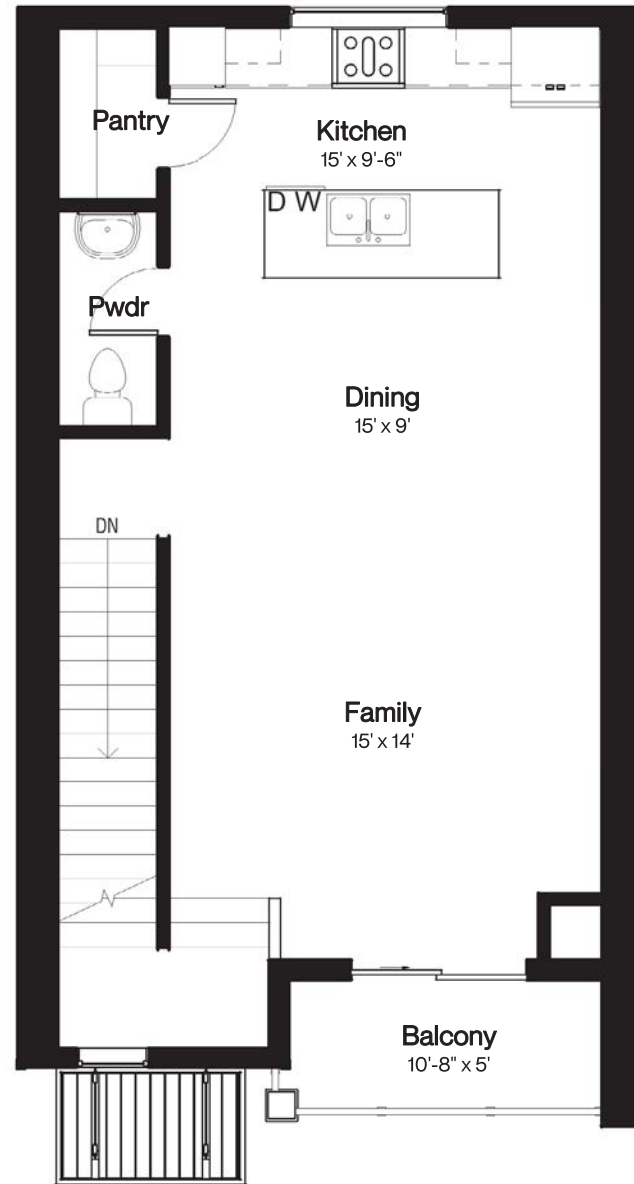 Pantry
Kitchen
15' x 9'-6"
D W
Pwdr
Dining
15' x 9'
DN
Family
15' x 14'
Balcony
10'-8" x 5'